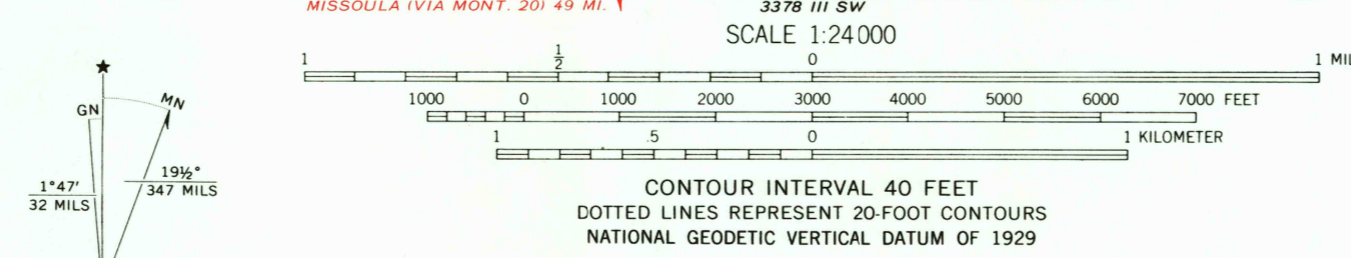 MISSOULA (VIA MONT. 20) 49 MI.
3378 III SW
SCALE 1:24000
1 ½ 0 1 MIL
1000 0 1000 2000 3000 4000 5000 6000 7000 FEET
1 .5 0 1 KILOMETER
GN
MN
1°47'
32 MILS
19½°
347 MILS
CONTOUR INTERVAL 40 FEET
DOTTED LINES REPRESENT 20-FOOT CONTOURS
NATIONAL GEODETIC VERTICAL DATUM OF 1929